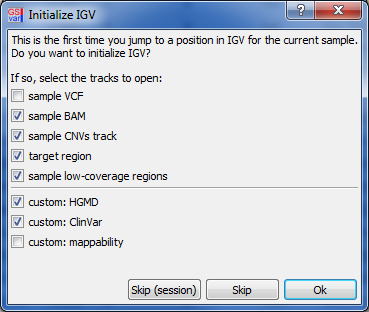 GS
var
Initialize IGV
?
This is the first time you jump to a position in IGV for the current sample.
Do you want to initialize IGV?
If so, select the tracks to open:
sample VCF
sample BAM
sample CNVs track
target region
sample low-coverage regions
custom: HGMD
custom: ClinVar
custom: mappability
Skip (session) Skip Ok